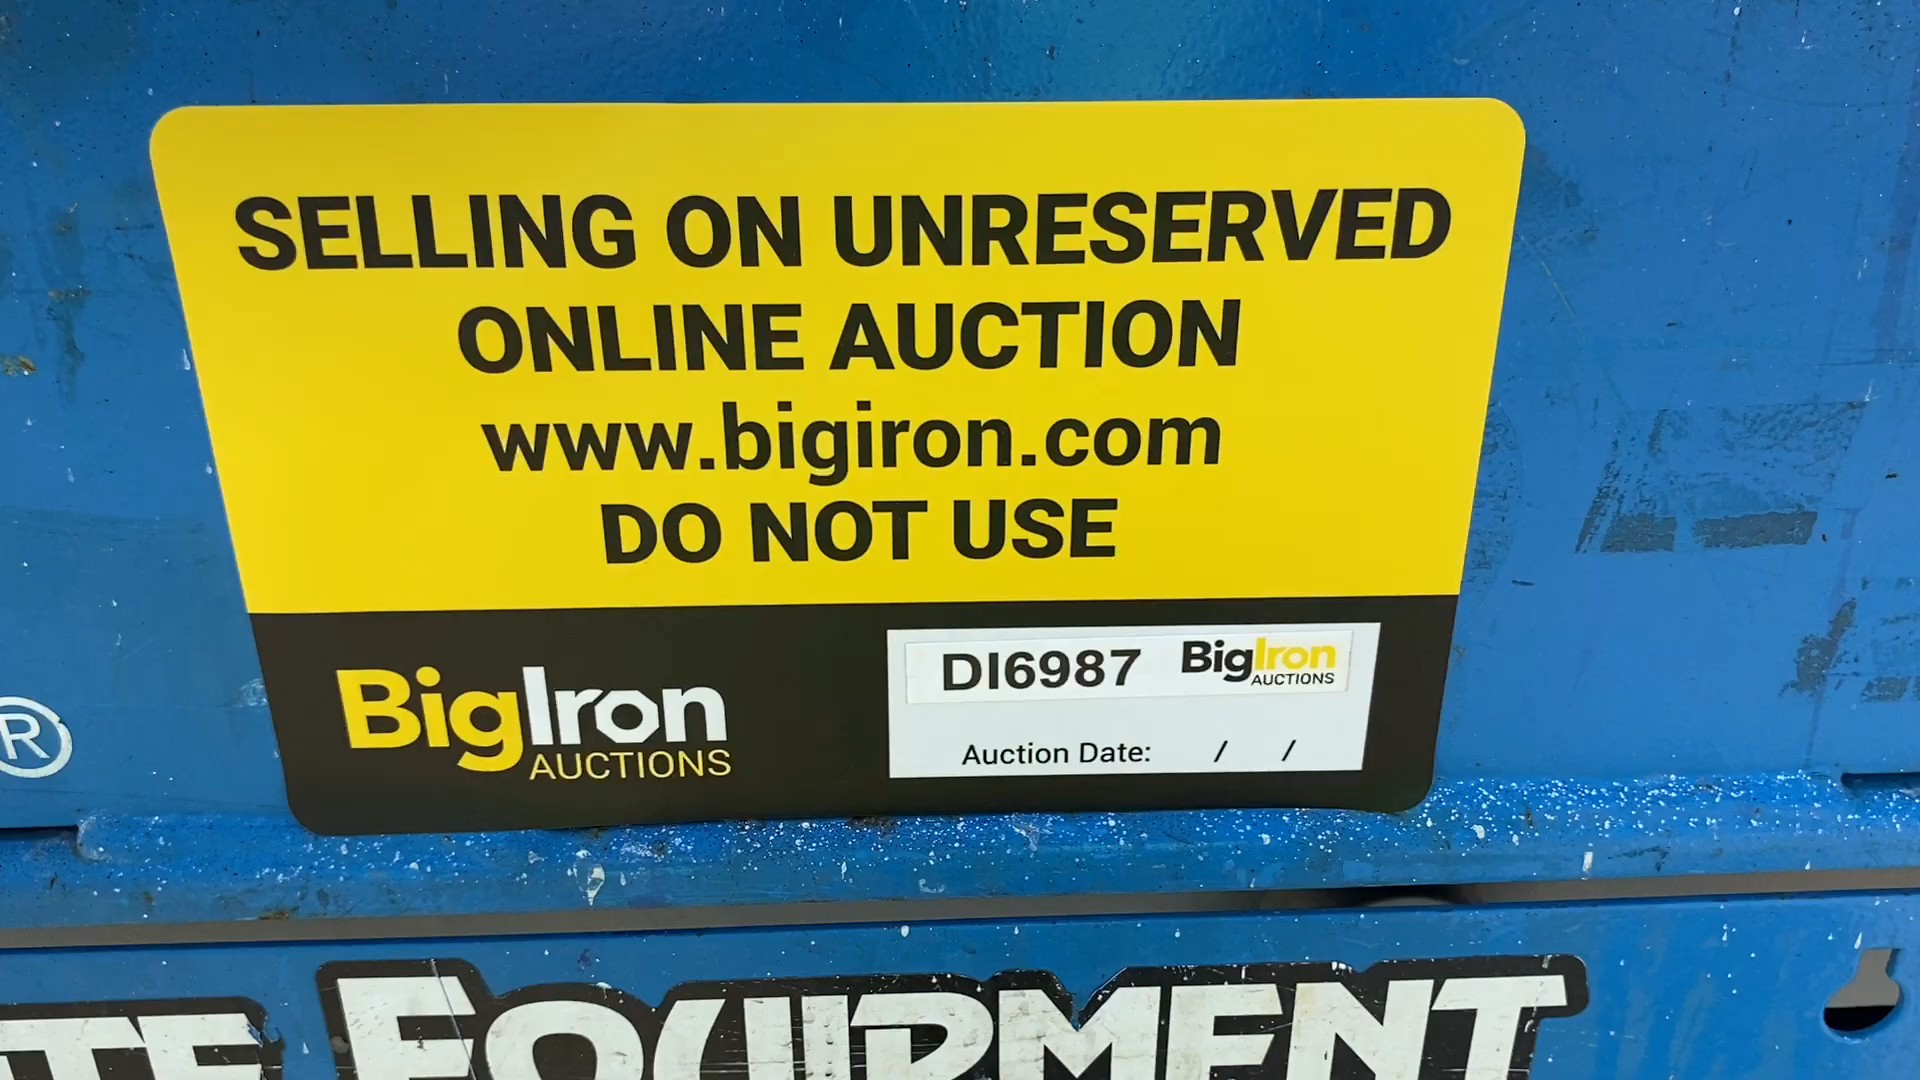 SELLING ON UNRESERVED
ONLINE AUCTION
www.bigiron.com
DO NOT USE
BigIron
AUCTIONS
DI6987 BigIron
AUCTIONS
Auction Date: / /
®
EQUIPMENT